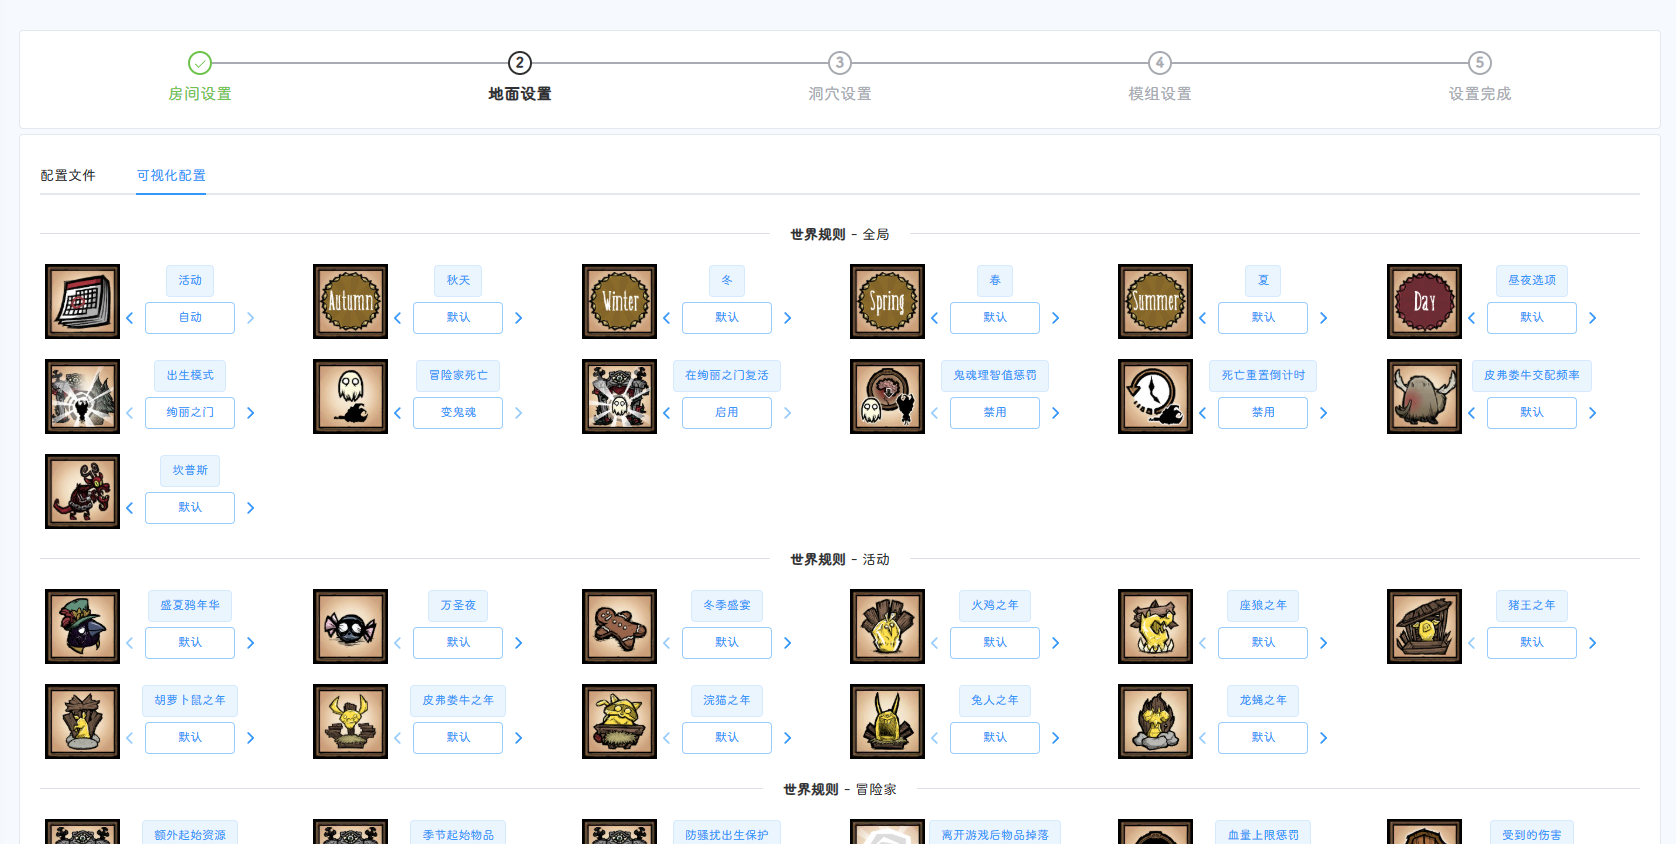 2 3 4 5
房间设置 地面设置 洞穴设置 模组设置 设置完成
配置文件 可视化配置
世界规则 - 全局
活动 秋天 冬 春 夏 昼夜选项
Autumn Winter Spring Summer Day
自动 默认 默认 默认 默认 默认
出生模式 冒险家死亡 在绚丽之门复活 鬼魂理智值惩罚 死亡重置倒计时 皮弗娄牛交配频率
绚丽之门 变鬼魂 启用 禁用 禁用 默认
坎普斯
默认
世界规则 - 活动
盛夏鸦年华 万圣夜 冬季盛宴 火鸡之年 座狼之年 猪王之年
默认 默认 默认 默认 默认 默认
胡萝卜鼠之年 皮弗娄牛之年 浣猫之年 兔人之年 龙蝇之年
默认 默认 默认 默认 默认
世界规则 - 冒险家
额外起始资源 季节起始物品 防骚扰出生保护 离开游戏后物品掉落 血量上限惩罚 受到的伤害